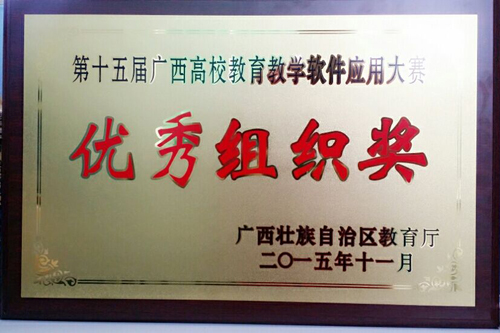 第十五届广西高校教育教学软件应用大赛
优秀组织奖
广西壮族自治区教育厅
二〇一五年十一月